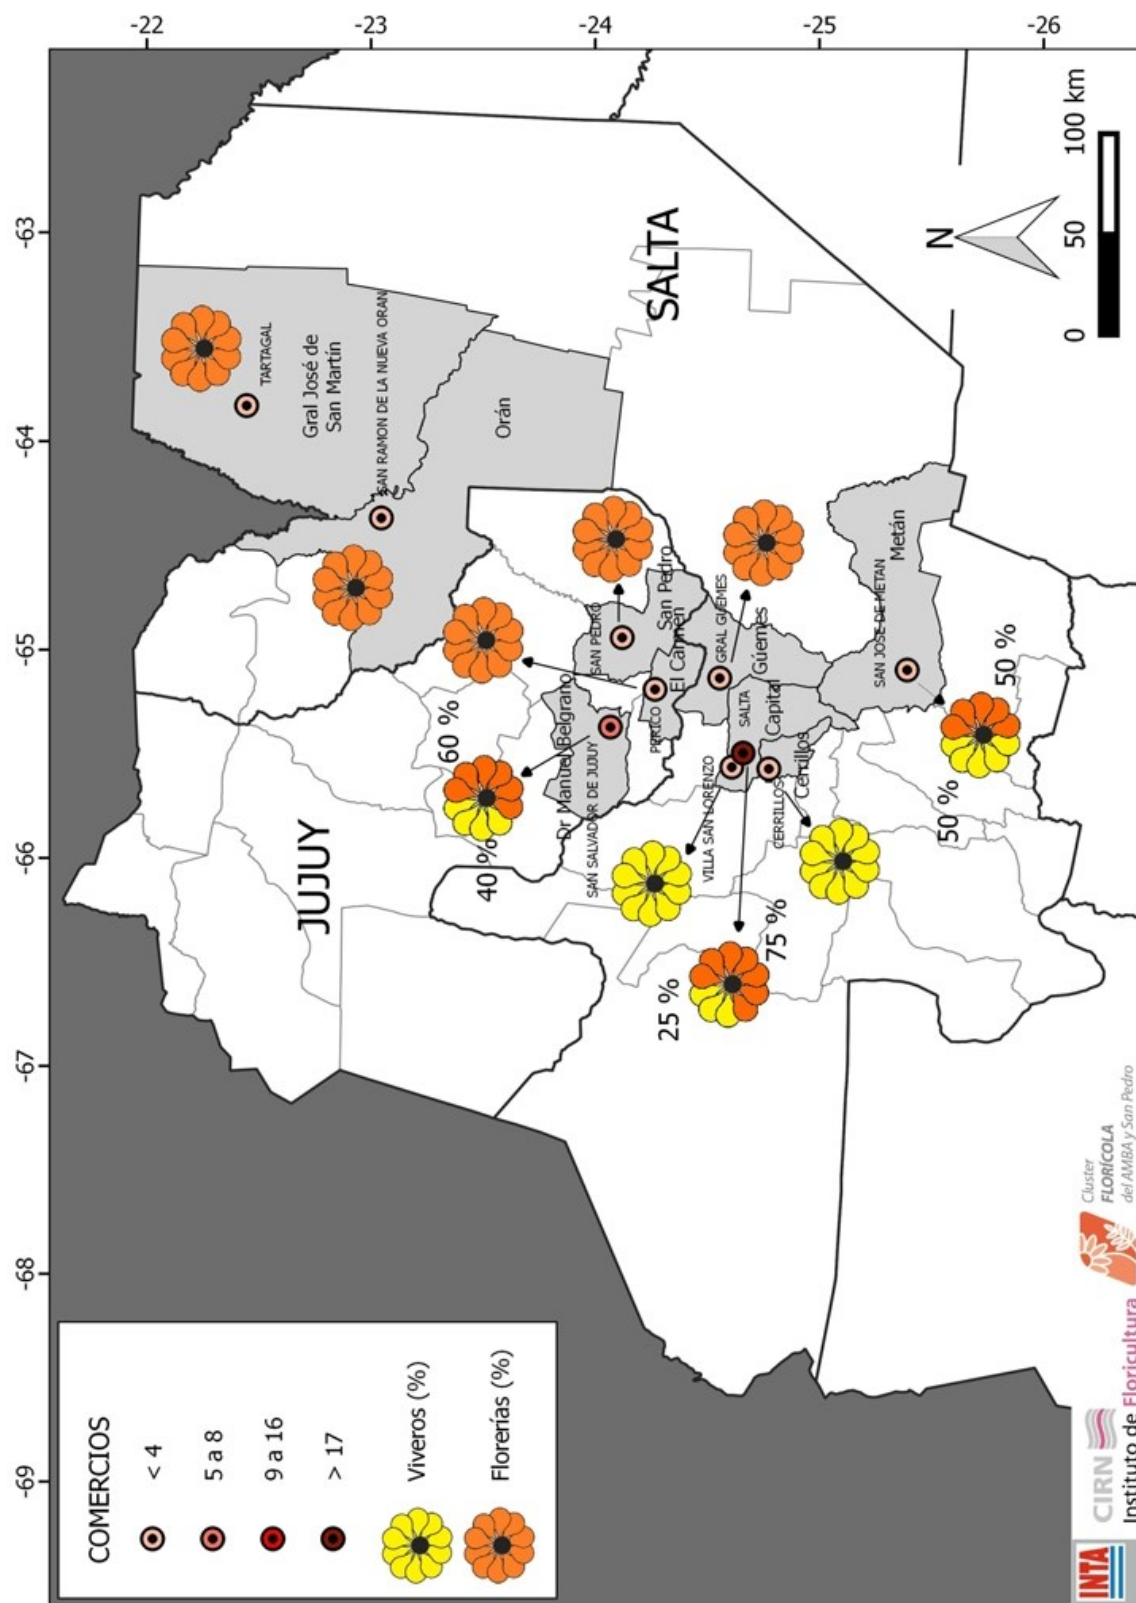 -22
-23
-24
-25
-26
-69
-68
-67
-66
-65
-64
-63
COMERCIOS
< 4
5 a 8
9 a 16
> 17
Viveros (%)
Florerías (%)
JUJUY
SALTA
TARTAGAL
Gral José de
San Martín
SAN RAMON DE LA NUEVA ORAN
Orán
60 %
40 %
Dr Manuel Belgrano
SAN SALVADOR DE JUJUY
SAN PEDRO
San Pedro
PERICO
El Carmen
GRAL GÜEMES
Güemes
VILLA SAN LORENZO
SALTA
Capital
CERRILLOS
Cerrillos
25 %
75 %
SAN JOSE DE METAN
Metán
50 %
50 %
N
0
50
100 km
INTA
CIRN
Instituto de Floricultura
Cluster
FLORÍCOLA
del AMBA y San Pedro